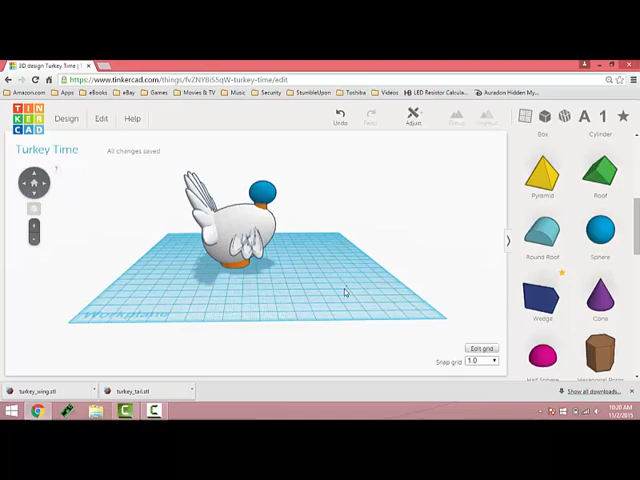 3D design Turkey Time | T
https://www.tinkercad.com/things/fvZNYBiS5qW-turkey-time/edit
Amazon.com Apps eBooks eBay Games Movies & TV Music Security StumbleUpon Toshiba Videos LED Resistor Calcula.. Auradon Hidden My...
TIN
KER
CAD
Design Edit Help
Undo Redo Adjust Group Ungroup
Turkey Time
All changes saved
?
Workplane
Edit grid
Snap grid 1.0
Box Cylinder
Pyramid Roof
Round Roof Sphere
Wedge Cone
Half Sphere Hexagonal Prism
turkey_wing.stl turkey_tail.stl Show all downloads...
10:20 AM
11/2/2015